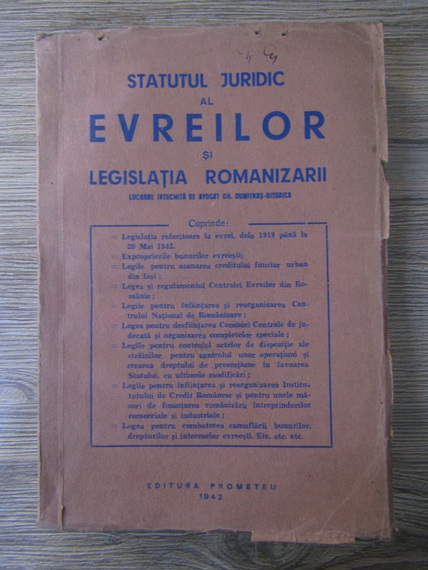 STATUTUL JURIDIC
AL
EVREILOR
ȘI
LEGISLAȚIA ROMANIZARII
LUCRARE INTOCMITĂ DE AVOCAT GH. DUMITRAȘ-BITOAICA
Cuprinde:
Legislația referitoare la evrei, dela 1918 până la
20 Mai 1942.
Exproprierile bunurilor evreești;
Legile pentru asanarea creditului funciar urban
din Iași;
Legea și regulamentul Centralei Evreilor din Ro-
mânia;
Legile pentru înființarea și reorganizarea Cen-
trului Național de Românizare;
Legea pentru desființarea Comisiei Centrale de ju-
decată și organizarea completelor speciale;
Legile pentru controlul actelor de dispoziție ale
străinilor, pentru controlul unor operațiuni și
crearea dreptului de preemțiune în favoarea
Statului, cu ultimele modificări;
Legile pentru înființarea și reorganizarea Institu-
tutului de Credit Românesc și pentru unele mă-
suri de finanțarea românizării întreprinderilor
comerciale și industriale;
Legea pentru combaterea camuflării bunurilor,
drepturilor și intereselor evreești. Etc. etc. etc.
EDITURA PROMETEU
1942